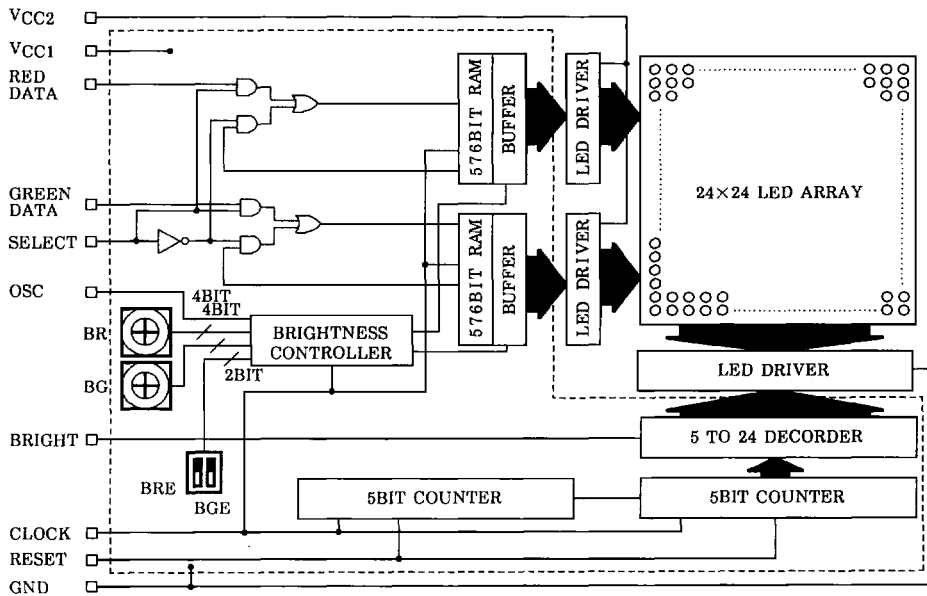 VCC2
VCC1
RED
DATA
GREEN
DATA
SELECT
OSC
BR
BG
BRIGHT
CLOCK
RESET
GND
4BIT
4BIT
2BIT
BRE
BGE
BRIGHTNESS
CONTROLLER
576BIT RAM
BUFFER
LED DRIVER
576BIT RAM
BUFFER
LED DRIVER
24×24 LED ARRAY
LED DRIVER
5 TO 24 DECORDER
5BIT COUNTER
5BIT COUNTER